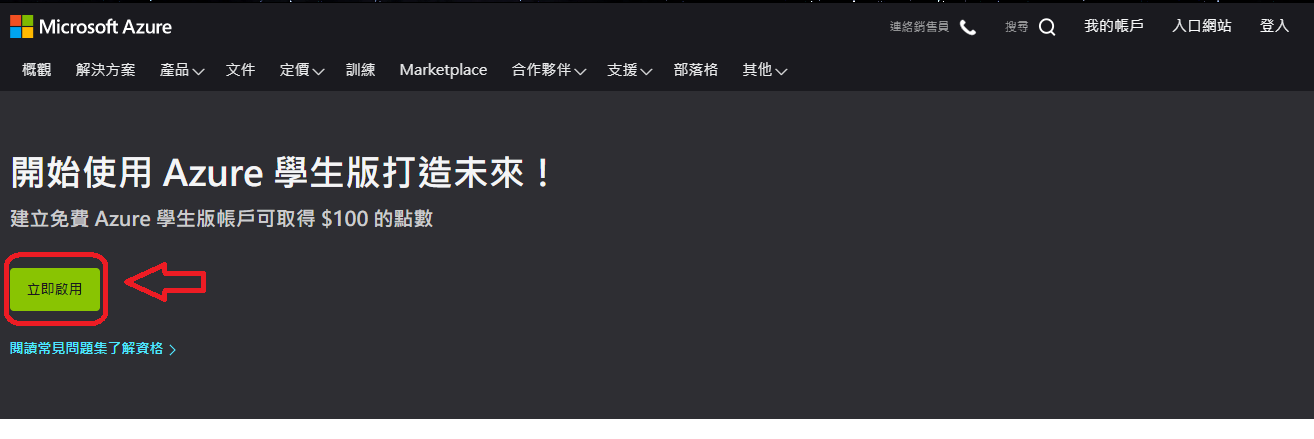 Microsoft Azure 連絡銷售員 搜尋 我的帳戶 入口網站 登入
概觀 解決方案 產品 文件 定價 訓練 Marketplace 合作夥伴 支援 部落格 其他
開始使用 Azure 學生版打造未來！
建立免費 Azure 學生版帳戶可取得 $100 的點數
立即啟用
閱讀常見問題集了解資格